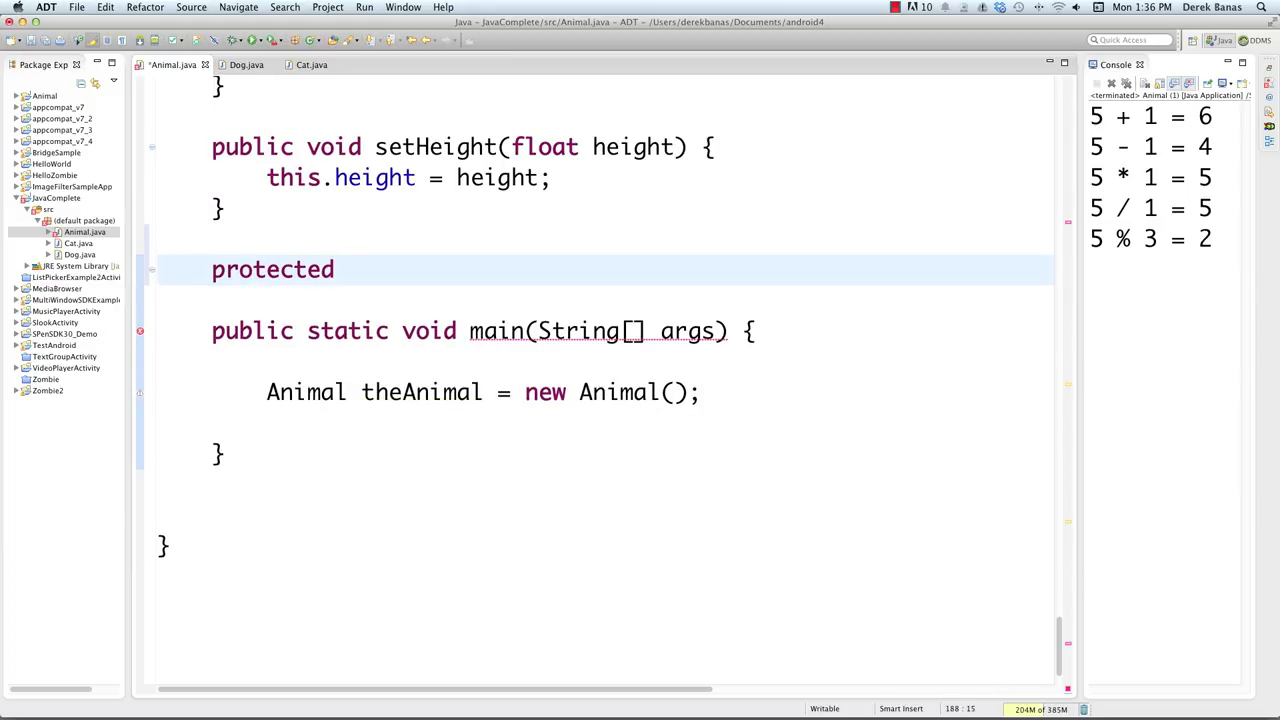 ADT File Edit Refactor Source Navigate Search Project Run Window Help 10 Mon 1:36 PM Derek Banas
Java - JavaComplete/src/Animal.java - ADT - /Users/derekbanas/Documents/android4
Quick Access Java DDMS
Package Exp
*Animal.java Dog.java Cat.java
Console
<terminated> Animal (1) [Java Application] /
Animal
appcompat_v7
appcompat_v7_2
appcompat_v7_3
appcompat_v7_4
BridgeSample
HelloWorld
HelloZombie
ImageFilterSampleApp
JavaComplete
src
(default package)
Animal.java
Cat.java
Dog.java
JRE System Library [Ja
ListPickerExample2Activi
MediaBrowser
MultiWindowSDKExample
MusicPlayerActivity
SlookActivity
SPenSDK30_Demo
TestAndroid
TextGroupActivity
VideoPlayerActivity
Zombie
Zombie2
}
public void setHeight(float height) {
this.height = height;
}
protected
public static void main(String[] args) {
Animal theAnimal = new Animal();
}
}
5 + 1 = 6
5 - 1 = 4
5 * 1 = 5
5 / 1 = 5
5 % 3 = 2
Writable Smart Insert 188 : 15 204M of 385M